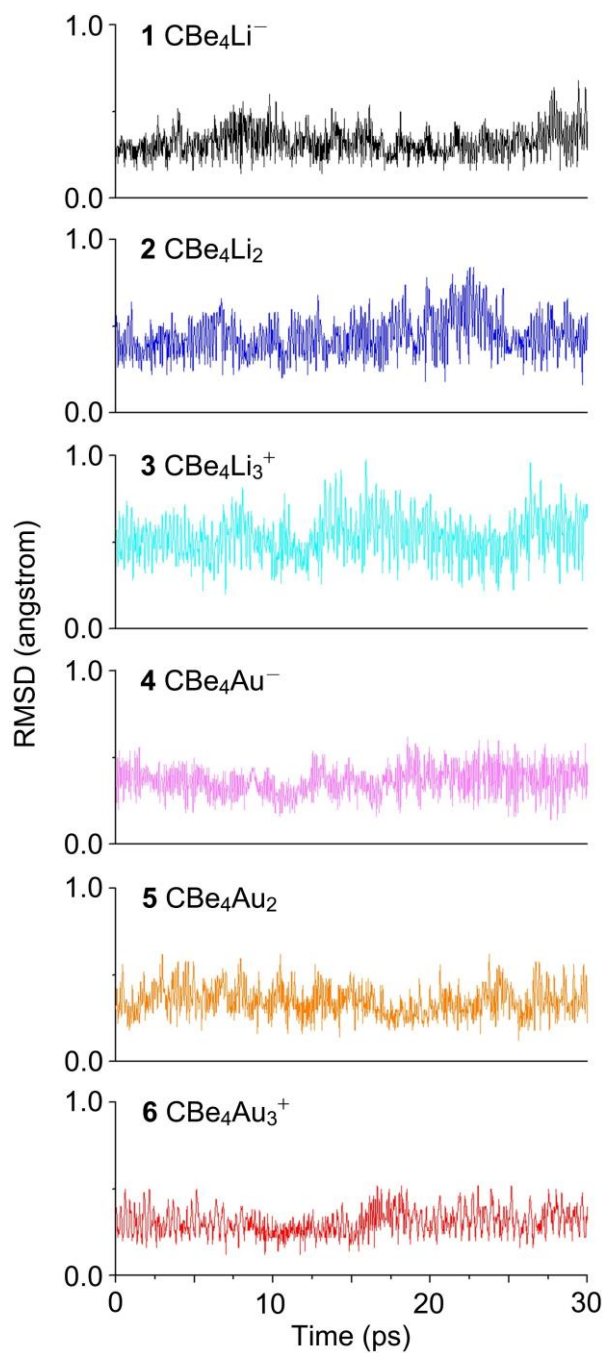 1.0
1 CBe₄Li⁻
0.0
1.0
2 CBe₄Li₂
0.0
1.0
3 CBe₄Li₃⁺
0.0
RMSD (angstrom)
1.0
4 CBe₄Au⁻
0.0
1.0
5 CBe₄Au₂
0.0
1.0
6 CBe₄Au₃⁺
0.0
0 10 20 30
Time (ps)